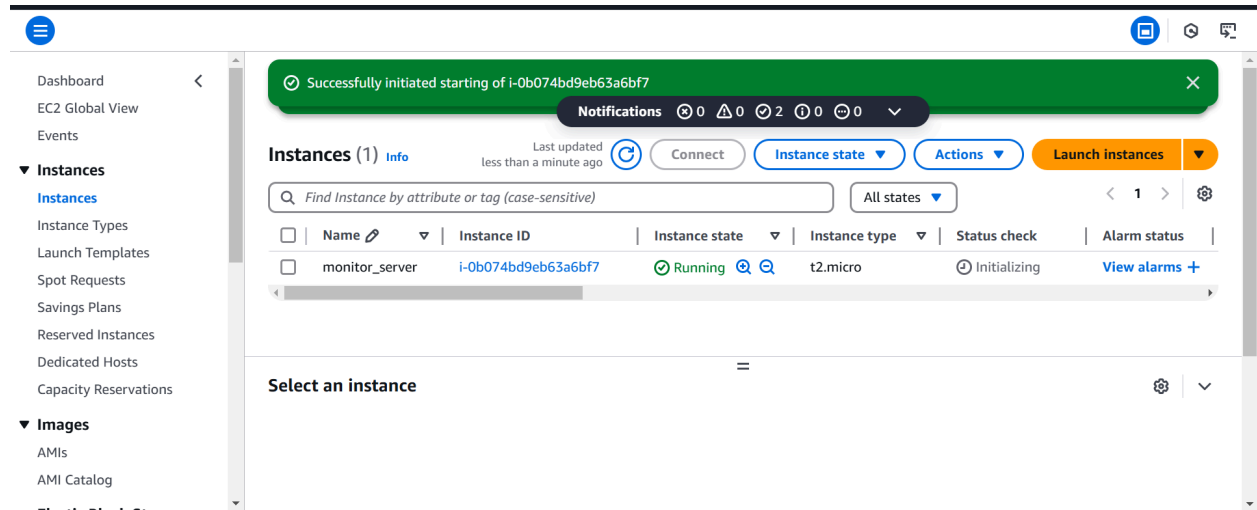 Successfully initiated starting of i-0b074bd9eb63a6bf7
Notifications 0 0 2 0 0
Dashboard
EC2 Global View
Events
Instances
Instances
Instance Types
Launch Templates
Spot Requests
Savings Plans
Reserved Instances
Dedicated Hosts
Capacity Reservations
Images
AMIs
AMI Catalog
Instances (1) Info
Last updated
less than a minute ago
Connect
Instance state
Actions
Launch instances
Find Instance by attribute or tag (case-sensitive)
All states
1
Name Instance ID Instance state Instance type Status check Alarm status
monitor_server i-0b074bd9eb63a6bf7 Running t2.micro Initializing View alarms +
Select an instance